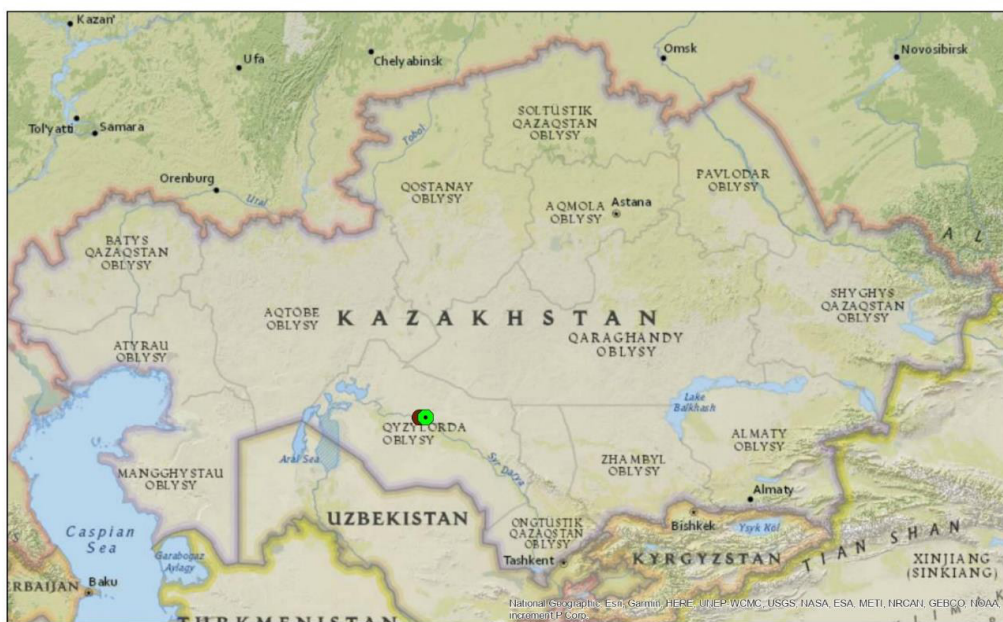 Kazan'
Ufa
Chelyabinsk
Omsk
Novosibirsk
Tol'yatti
Samara
Tobol
SOLTÜSTIK
QAZAQSTAN
OBLYSY
Orenburg
Ural
QOSTANAY
OBLYSY
AQMOLA
OBLYSY
Astana
PAVLODAR
OBLYSY
A L
BATYS
QAZAQSTAN
OBLYSY
AQTÖBE
OBLYSY
KAZAKHSTAN
QARAGHANDY
OBLYSY
SHYGHYS
QAZAQSTAN
OBLYSY
ATYRAU
OBLYSY
Lake
Balkhash
QYZYLORDA
OBLYSY
Aral Sea
Syr Darya
ZHAMBYL
OBLYSY
ALMATY
OBLYSY
MANGGHYSTAU
OBLYSY
Almaty
UZBEKISTAN
ONGTÜSTIK
QAZAQSTAN
OBLYSY
Bishkek
Ysyk Köl
Caspian
Sea
Garabogaz
Aylagy
Tashkent
KYRGYZSTAN
TIAN SHAN
XINJIANG
(SINKIANG)
ERBAIJAN
Baku
TURKMENISTAN
National Geographic, Esri, Garmin, HERE, UNEP-WCMC, USGS, NASA, ESA, METI, NRCAN, GEBCO, NOAA,
increment P Corp.